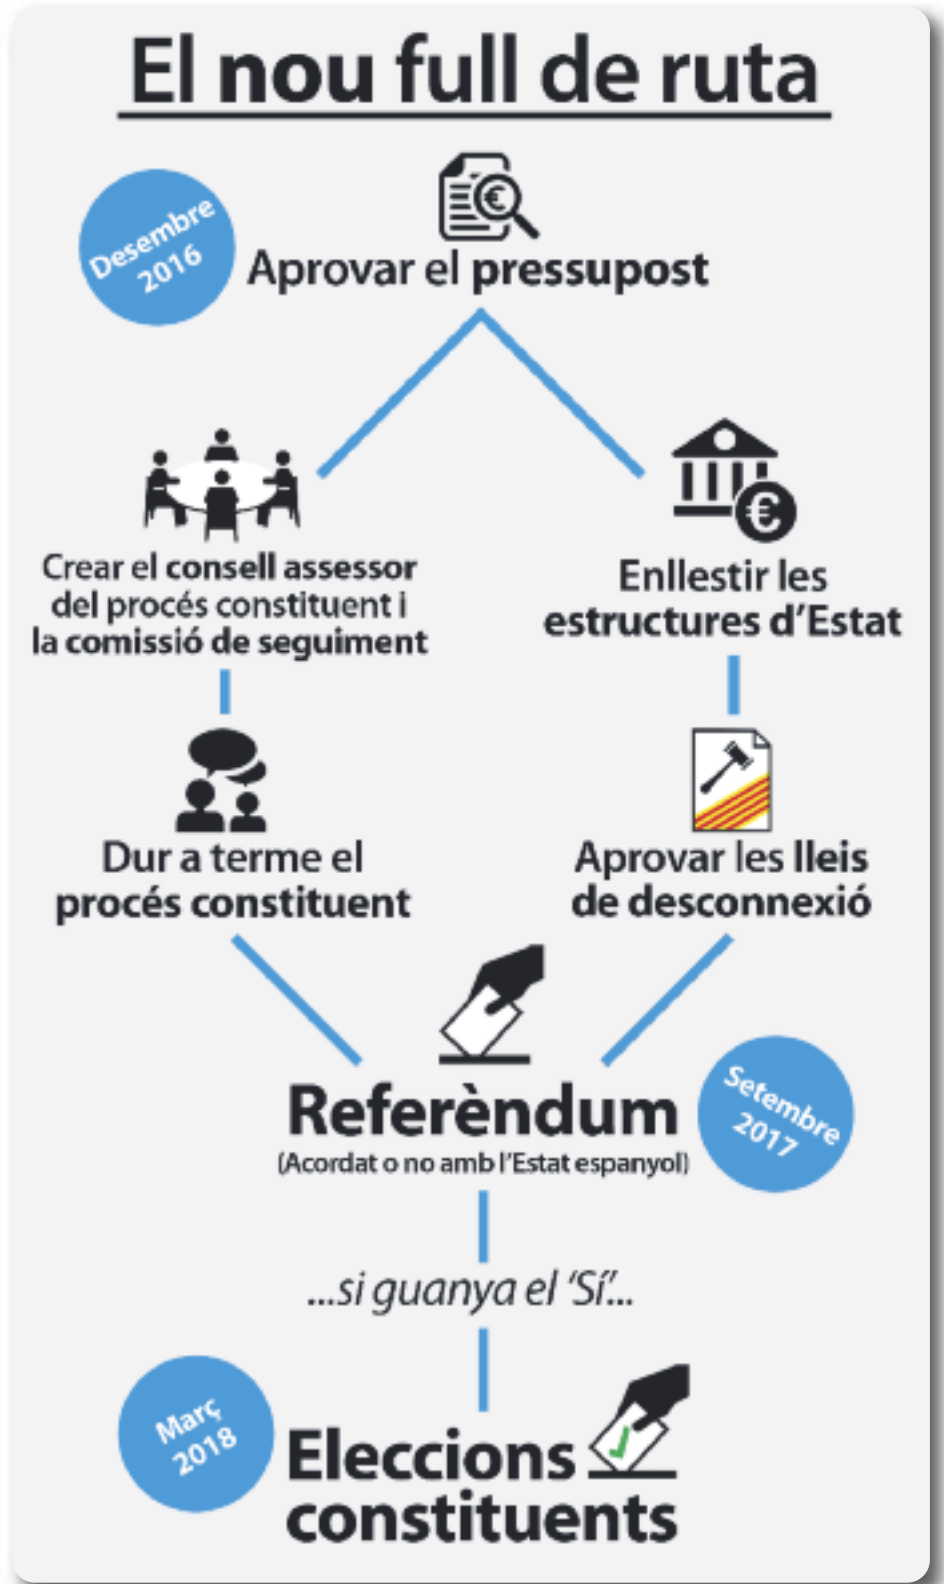 El nou full de ruta
Desembre
2016
Aprovar el pressupost
Crear el consell assessor
del procés constituent i
la comissió de seguiment
Enllestir les
estructures d'Estat
Dur a terme el
procés constituent
Aprovar les lleis
de desconnexió
Referèndum
(Acordat o no amb l'Estat espanyol)
Setembre
2017
...si guanya el 'Sí'...
Març
2018
Eleccions
constituents